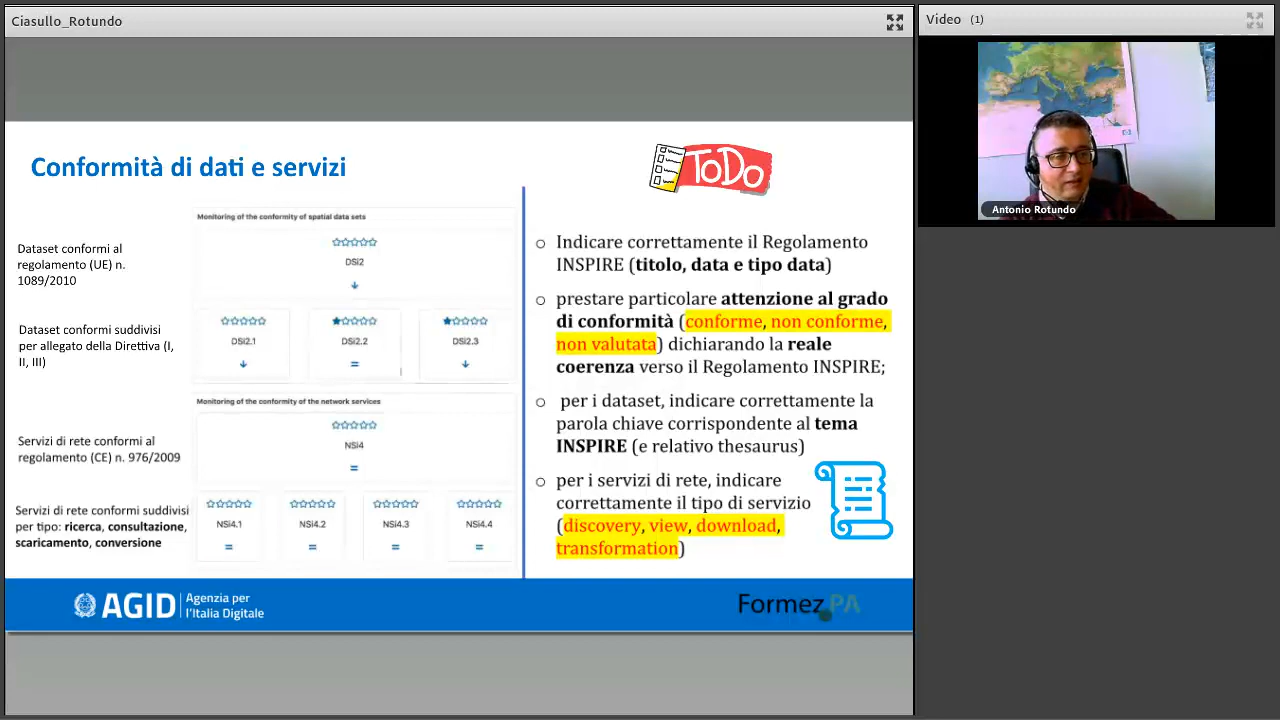 Ciasullo_Rotundo
Video (1)
Antonio Rotundo
Conformità di dati e servizi
ToDo
Monitoring of the conformity of spatial data sets
Dataset conformi al
regolamento (UE) n.
1089/2010
DSi2
Dataset conformi suddivisi
per allegato della Direttiva (I,
II, III)
DSi2.1 DSi2.2 DSi2.3
=
Monitoring of the conformity of the network services
Servizi di rete conformi al
regolamento (CE) n. 976/2009
NSi4
=
Servizi di rete conformi suddivisi
per tipo: ricerca, consultazione,
scaricamento, conversione
NSi4.1 NSi4.2 NSi4.3 NSi4.4
= = = =
o Indicare correttamente il Regolamento
INSPIRE (titolo, data e tipo data)
o prestare particolare attenzione al grado
di conformità (conforme, non conforme,
non valutata) dichiarando la reale
coerenza verso il Regolamento INSPIRE;
o per i dataset, indicare correttamente la
parola chiave corrispondente al tema
INSPIRE (e relativo thesaurus)
o per i servizi di rete, indicare
correttamente il tipo di servizio
(discovery, view, download,
transformation)
AGID Agenzia per
l'Italia Digitale
Formez PA